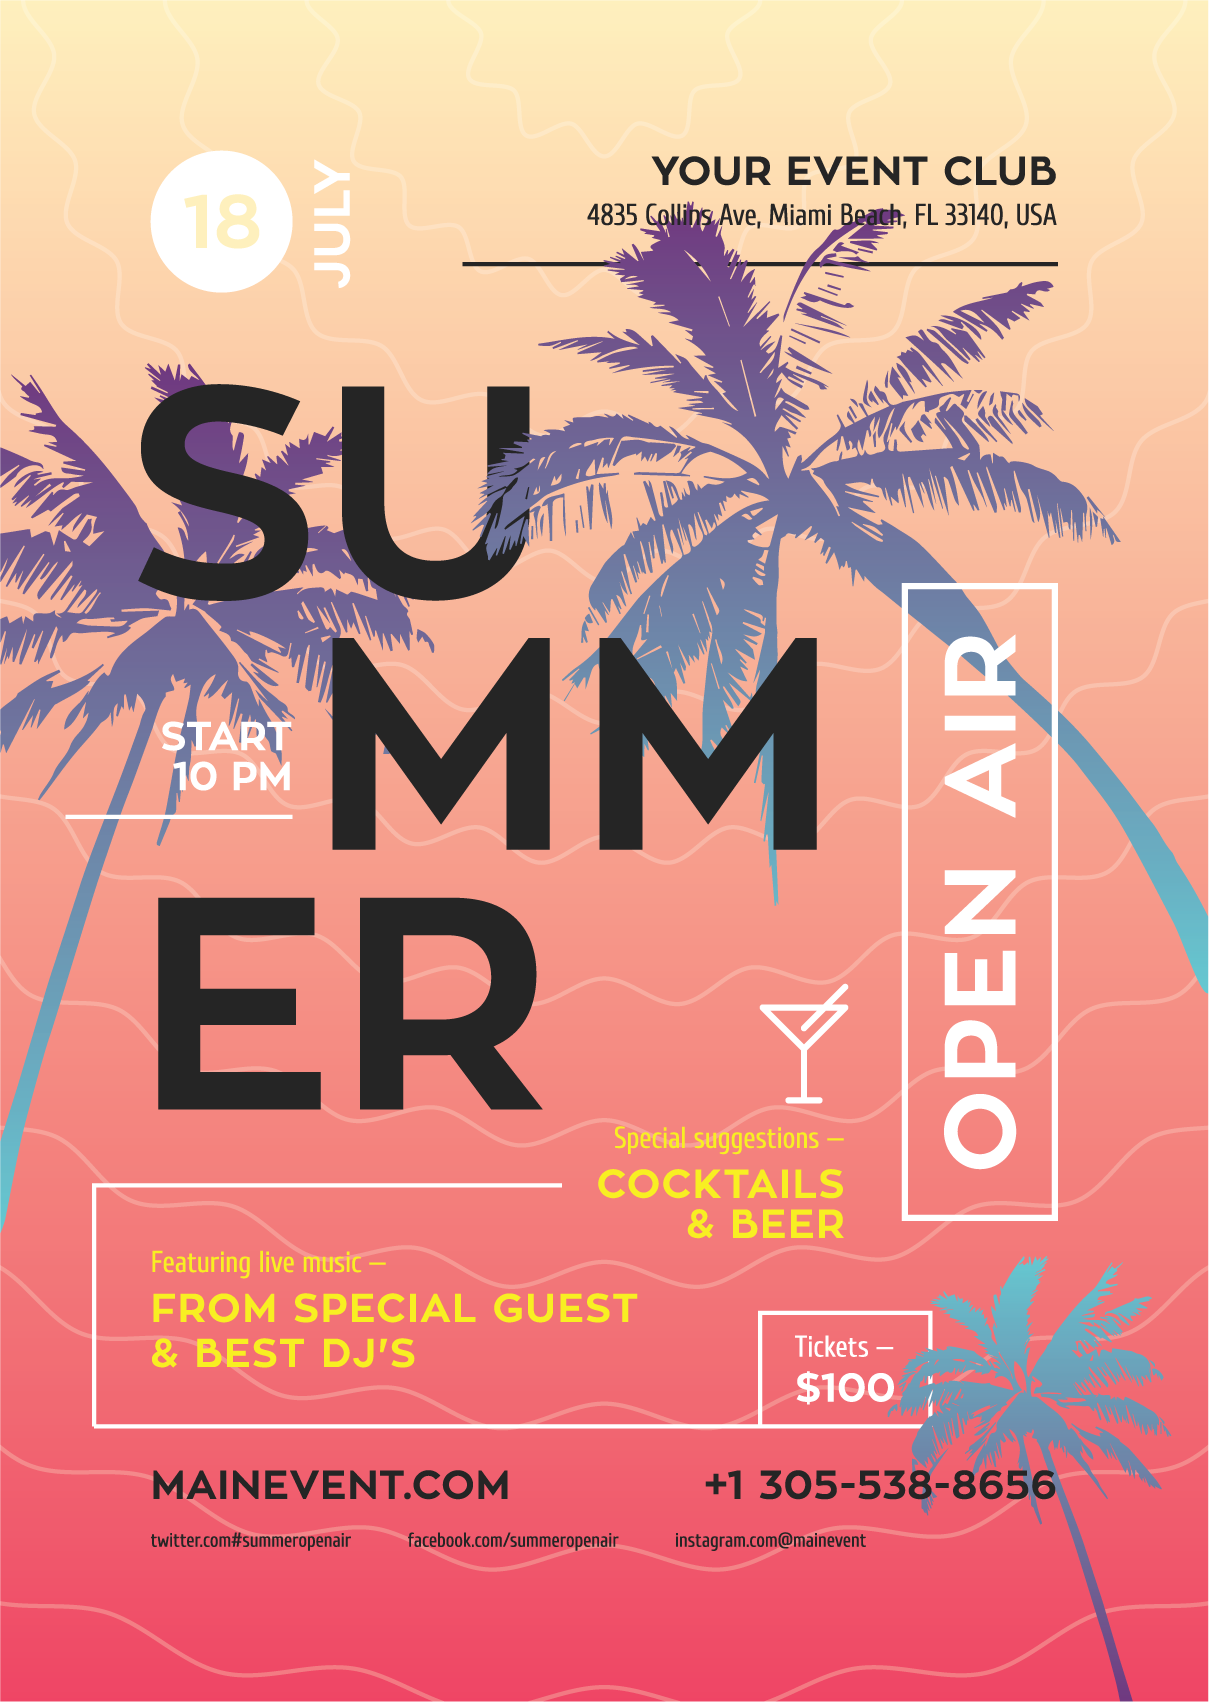 18
JULY
YOUR EVENT CLUB
4835 Collins Ave, Miami Beach, FL 33140, USA
SU
MM
ER
START
10 PM
OPEN AIR
Special suggestions –
COCKTAILS
& BEER
Featuring live music –
FROM SPECIAL GUEST
& BEST DJ'S
Tickets –
$100
MAINEVENT.COM
+1 305-538-8656
twitter.com#summeropenair
facebook.com/summeropenair
instagram.com@mainevent